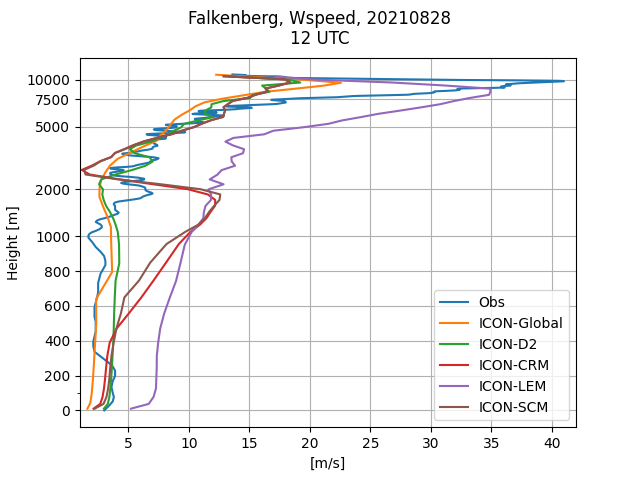 Falkenberg, Wspeed, 20210828
12 UTC
10000
7500
5000
2000
1000
800
600
400
200
0
Height [m]
Obs
ICON-Global
ICON-D2
ICON-CRM
ICON-LEM
ICON-SCM
5 10 15 20 25 30 35 40
[m/s]